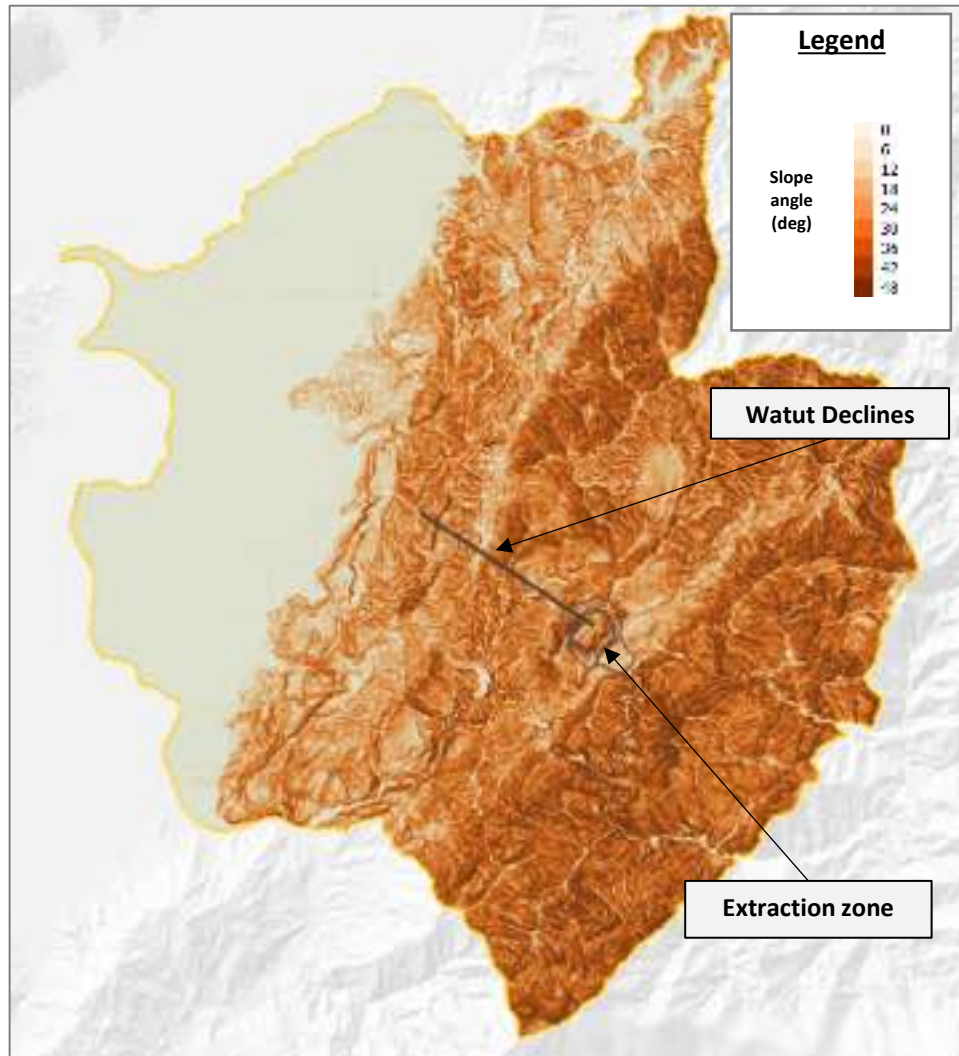 Legend
Slope
angle
(deg)
0
6
12
18
24
30
36
42
48
Watut Declines
Extraction zone